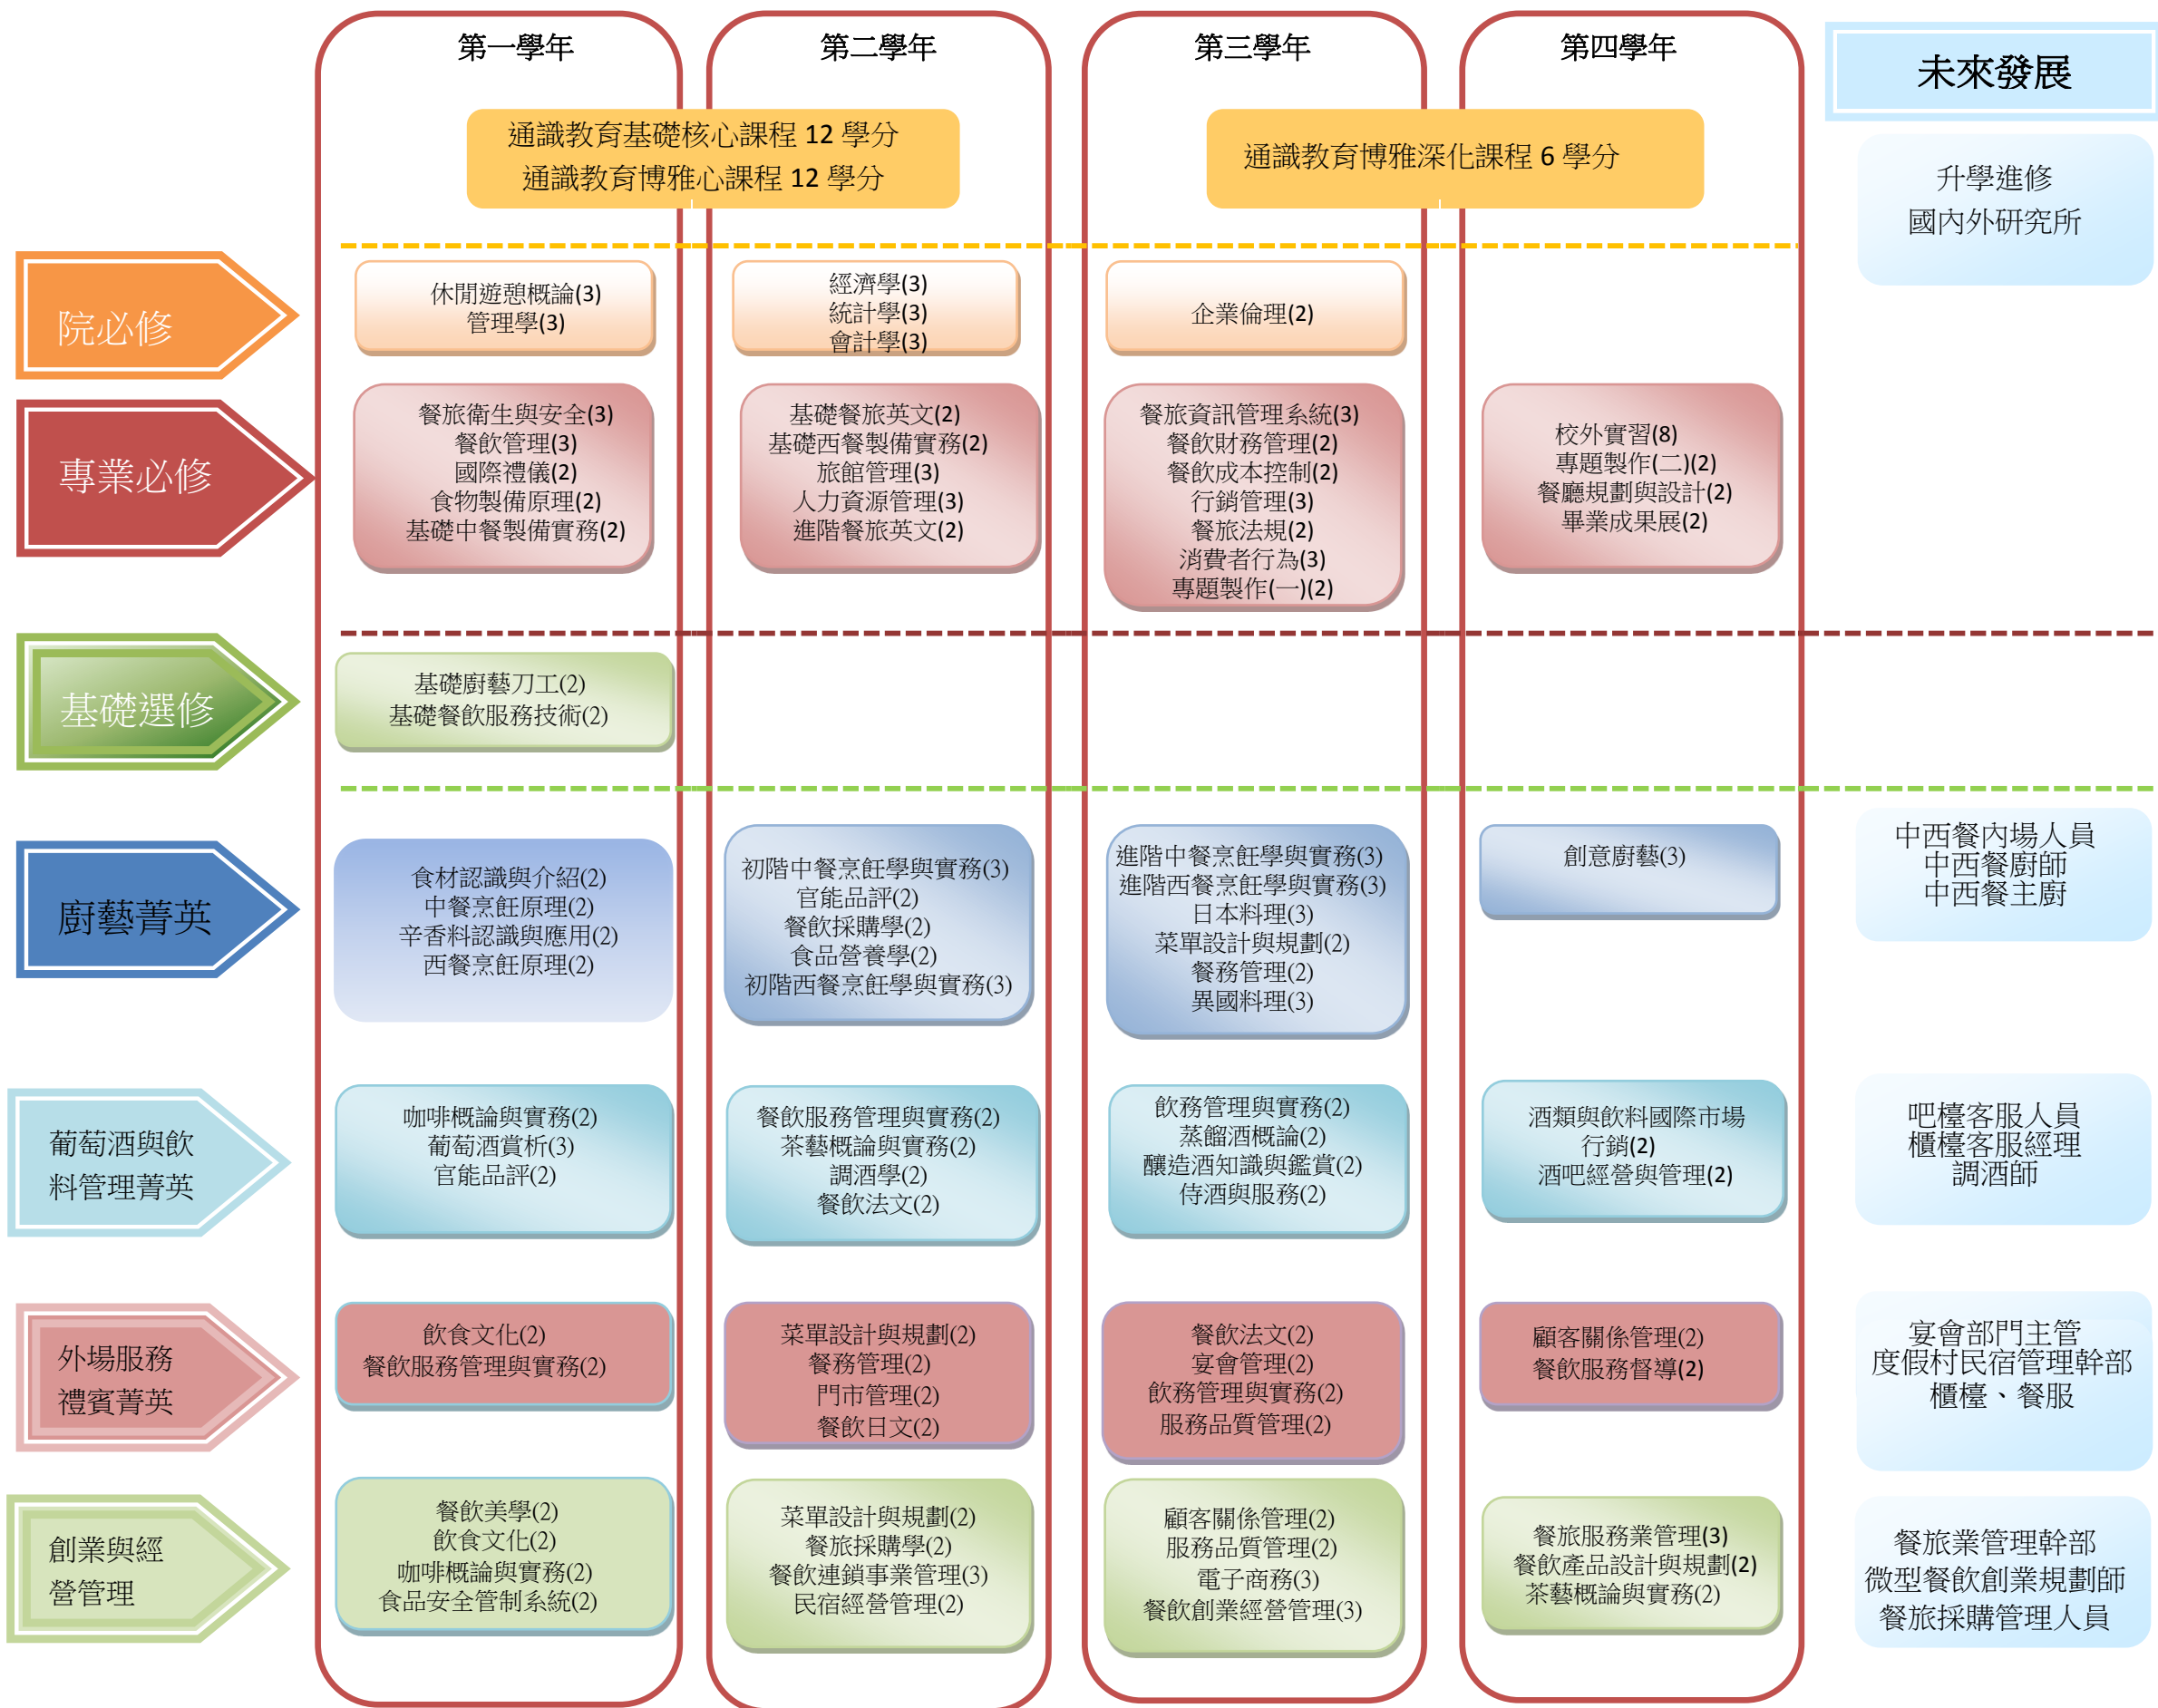 第一學年
第二學年
第三學年
第四學年
未來發展
通識教育基礎核心課程 12 學分
通識教育博雅心課程 12 學分
通識教育博雅深化課程 6 學分
升學進修
國內外研究所
院必修
休閒遊憩概論(3)
管理學(3)
經濟學(3)
統計學(3)
會計學(3)
企業倫理(2)
專業必修
餐旅衛生與安全(3)
餐飲管理(3)
國際禮儀(2)
食物製備原理(2)
基礎中餐製備實務(2)
基礎餐旅英文(2)
基礎西餐製備實務(2)
旅館管理(3)
人力資源管理(3)
進階餐旅英文(2)
餐旅資訊管理系統(3)
餐飲財務管理(2)
餐飲成本控制(2)
行銷管理(3)
餐旅法規(2)
消費者行為(3)
專題製作(一)(2)
校外實習(8)
專題製作(二)(2)
餐廳規劃與設計(2)
畢業成果展(2)
基礎選修
基礎廚藝刀工(2)
基礎餐飲服務技術(2)
廚藝菁英
食材認識與介紹(2)
中餐烹飪原理(2)
辛香料認識與應用(2)
西餐烹飪原理(2)
初階中餐烹飪學與實務(3)
官能品評(2)
餐飲採購學(2)
食品營養學(2)
初階西餐烹飪學與實務(3)
進階中餐烹飪學與實務(3)
進階西餐烹飪學與實務(3)
日本料理(3)
菜單設計與規劃(2)
餐務管理(2)
異國料理(3)
創意廚藝(3)
中西餐內場人員
中西餐廚師
中西餐主廚
葡萄酒與飲
料管理菁英
咖啡概論與實務(2)
葡萄酒賞析(3)
官能品評(2)
餐飲服務管理與實務(2)
茶藝概論與實務(2)
調酒學(2)
餐飲法文(2)
飲務管理與實務(2)
蒸餾酒概論(2)
釀造酒知識與鑑賞(2)
侍酒與服務(2)
酒類與飲料國際市場
行銷(2)
酒吧經營與管理(2)
吧檯客服人員
櫃檯客服經理
調酒師
外場服務
禮賓菁英
飲食文化(2)
餐飲服務管理與實務(2)
菜單設計與規劃(2)
餐務管理(2)
門市管理(2)
餐飲日文(2)
餐飲法文(2)
宴會管理(2)
飲務管理與實務(2)
服務品質管理(2)
顧客關係管理(2)
餐飲服務督導(2)
宴會部門主管
度假村民宿管理幹部
櫃檯、餐服
創業與經
營管理
餐飲美學(2)
飲食文化(2)
咖啡概論與實務(2)
食品安全管制系統(2)
菜單設計與規劃(2)
餐旅採購學(2)
餐飲連鎖事業管理(3)
民宿經營管理(2)
顧客關係管理(2)
服務品質管理(2)
電子商務(3)
餐飲創業經營管理(3)
餐旅服務業管理(3)
餐飲產品設計與規劃(2)
茶藝概論與實務(2)
餐旅業管理幹部
微型餐飲創業規劃師
餐旅採購管理人員